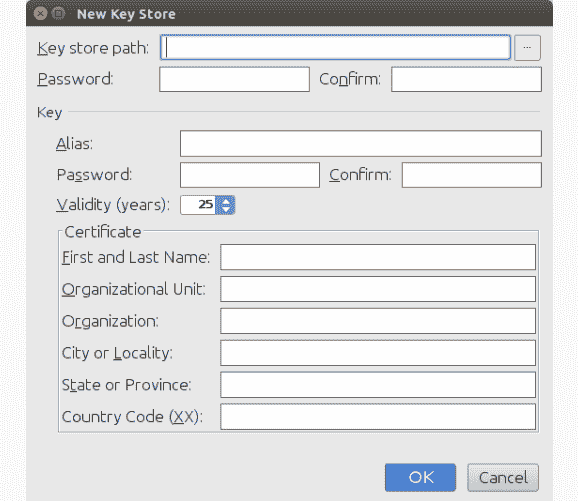 New Key Store
Key store path: ...
Password: Confirm:
Key
Alias:
Password: Confirm:
Validity (years): 25
Certificate
First and Last Name:
Organizational Unit:
Organization:
City or Locality:
State or Province:
Country Code (XX):
OK Cancel